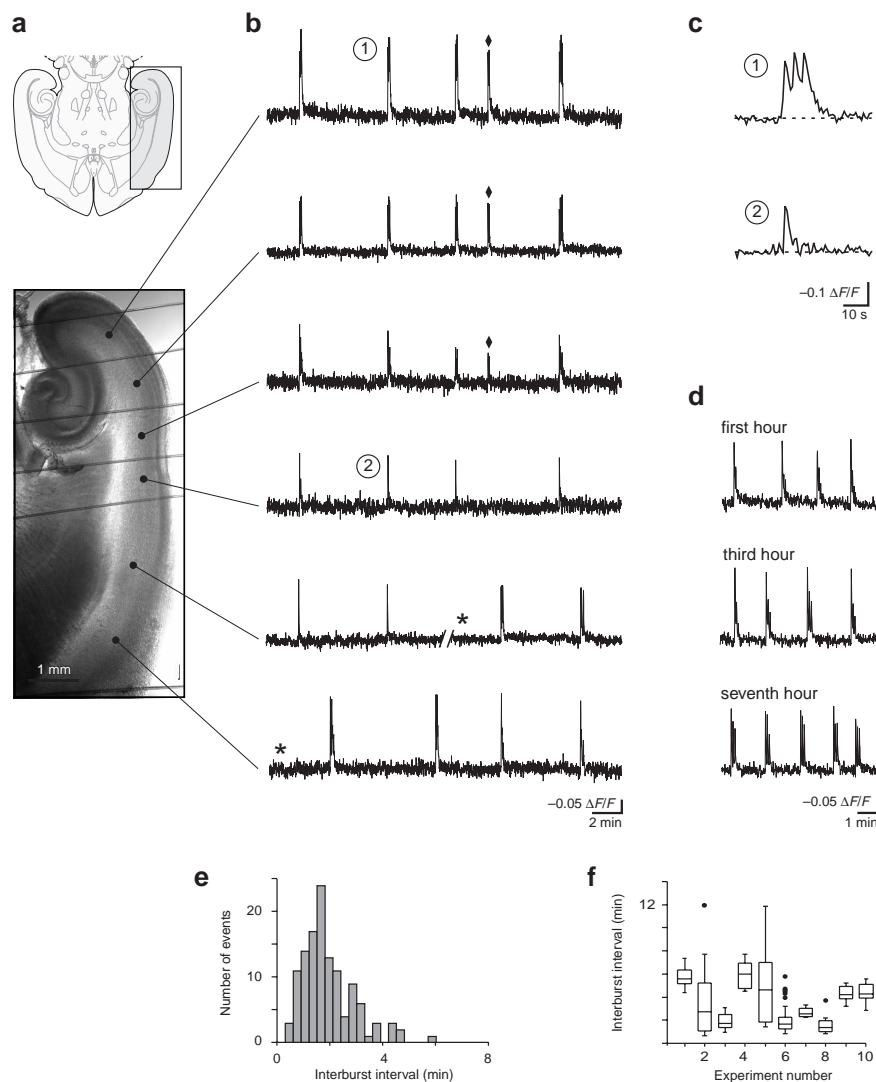 a
b
c
1
1
2
−0.1 ΔF/F
10 s
d
first hour
2
third hour
*
1 mm
seventh hour
*
−0.05 ΔF/F
2 min
−0.05 ΔF/F
1 min
e
Number of events
20
10
0
0
4
8
Interburst interval (min)
f
Interburst interval (min)
12
2
4
6
8
10
Experiment number